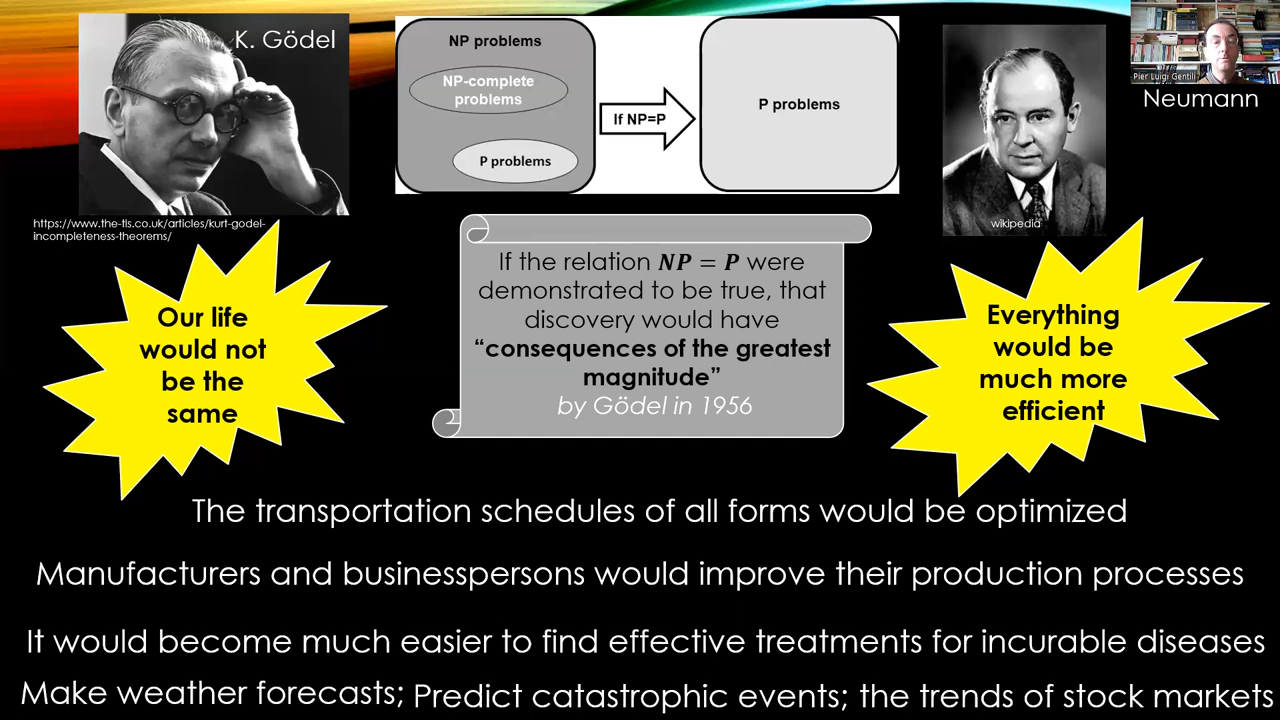 K. Gödel
NP problems
NP-complete
problems
P problems
If NP=P
P problems
Pier Luigi Gentili
Neumann
https://www.the-tls.co.uk/articles/kurt-godel-
incompleteness-theorems/
wikipedia
Our life
would not
be the
same
If the relation NP = P were
demonstrated to be true, that
discovery would have
“consequences of the greatest
magnitude”
by Gödel in 1956
Everything
would be
much more
efficient
The transportation schedules of all forms would be optimized
Manufacturers and businesspersons would improve their production processes
It would become much easier to find effective treatments for incurable diseases
Make weather forecasts; Predict catastrophic events; the trends of stock markets